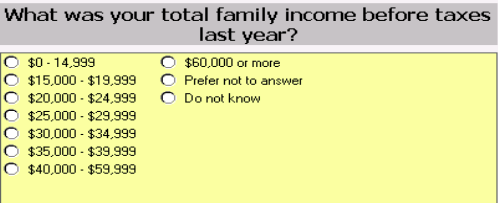 What was your total family income before taxes
last year?
$0 - 14,999
$15,000 - $19,999
$20,000 - $24,999
$25,000 - $29,999
$30,000 - $34,999
$35,000 - $39,999
$40,000 - $59,999
$60,000 or more
Prefer not to answer
Do not know